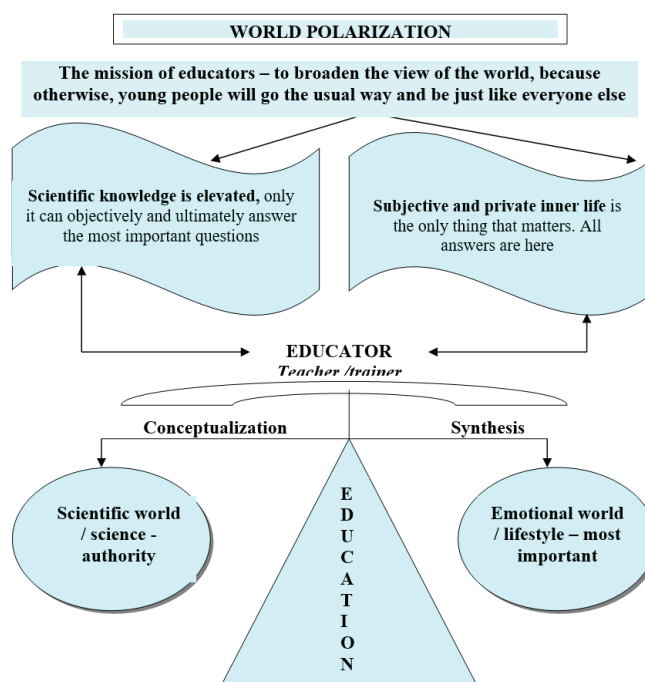 WORLD POLARIZATION
The mission of educators – to broaden the view of the world, because
otherwise, young people will go the usual way and be just like everyone else
Scientific knowledge is elevated, only
it can objectively and ultimately answer
the most important questions
Subjective and private inner life is
the only thing that matters. All
answers are here
EDUCATOR
Teacher /trainer
Conceptualization
Synthesis
Scientific world
/ science -
authority
Emotional world
/ lifestyle – most
important
E
D
U
C
A
T
I
O
N